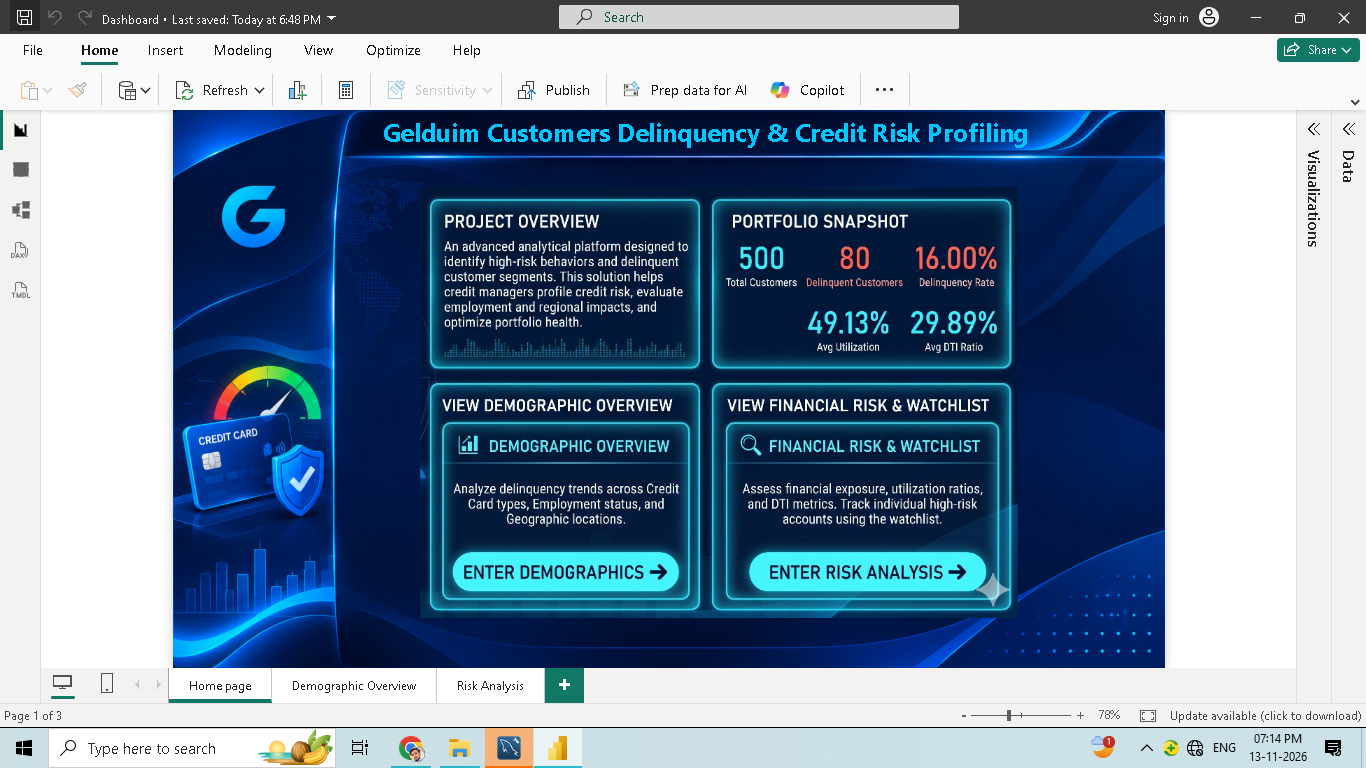 Dashboard • Last saved: Today at 6:48 PM
Search
Sign in
File
Home
Insert
Modeling
View
Optimize
Help
Share
Refresh
Sensitivity
Publish
Prep data for AI
Copilot
Gelduim Customers Delinquency & Credit Risk Profiling
G
PROJECT OVERVIEW
An advanced analytical platform designed to
identify high-risk behaviors and delinquent
customer segments. This solution helps
credit managers profile credit risk, evaluate
employment and regional impacts, and
optimize portfolio health.
PORTFOLIO SNAPSHOT
500
Total Customers
80
Delinquent Customers
16.00%
Delinquency Rate
49.13%
Avg Utilization
29.89%
Avg DTI Ratio
CREDIT CARD
VIEW DEMOGRAPHIC OVERVIEW
DEMOGRAPHIC OVERVIEW
Analyze delinquency trends across Credit
Card types, Employment status, and
Geographic locations.
ENTER DEMOGRAPHICS →
VIEW FINANCIAL RISK & WATCHLIST
FINANCIAL RISK & WATCHLIST
Assess financial exposure, utilization ratios,
and DTI metrics. Track individual high-risk
accounts using the watchlist.
ENTER RISK ANALYSIS →
Visualizations
Data
DAX
TMDL
Home page
Demographic Overview
Risk Analysis
Page 1 of 3
78%
Update available (click to download)
Type here to search
1
ENG
07:14 PM
13-11-2026